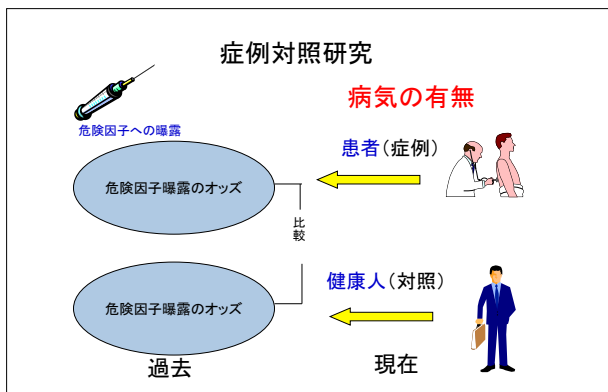 症例対照研究
病気の有無
危険因子への曝露
患者(症例)
危険因子曝露のオッズ
比較
健康人(対照)
危険因子曝露のオッズ
過去
現在